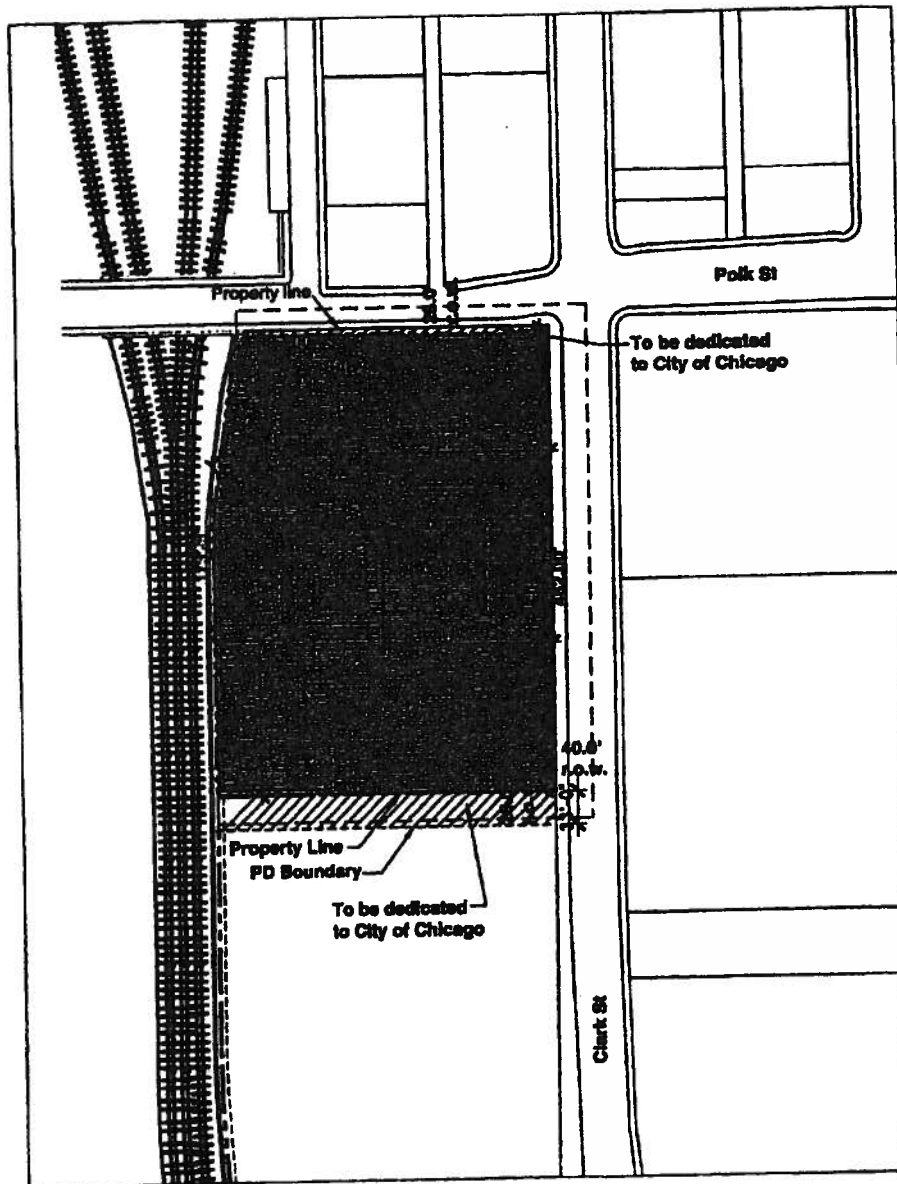 Polk St
Property line
To be dedicated
to City of Chicago
40.0'
r.o.w.
Property Line
PD Boundary
To be dedicated
to City of Chicago
Clark St